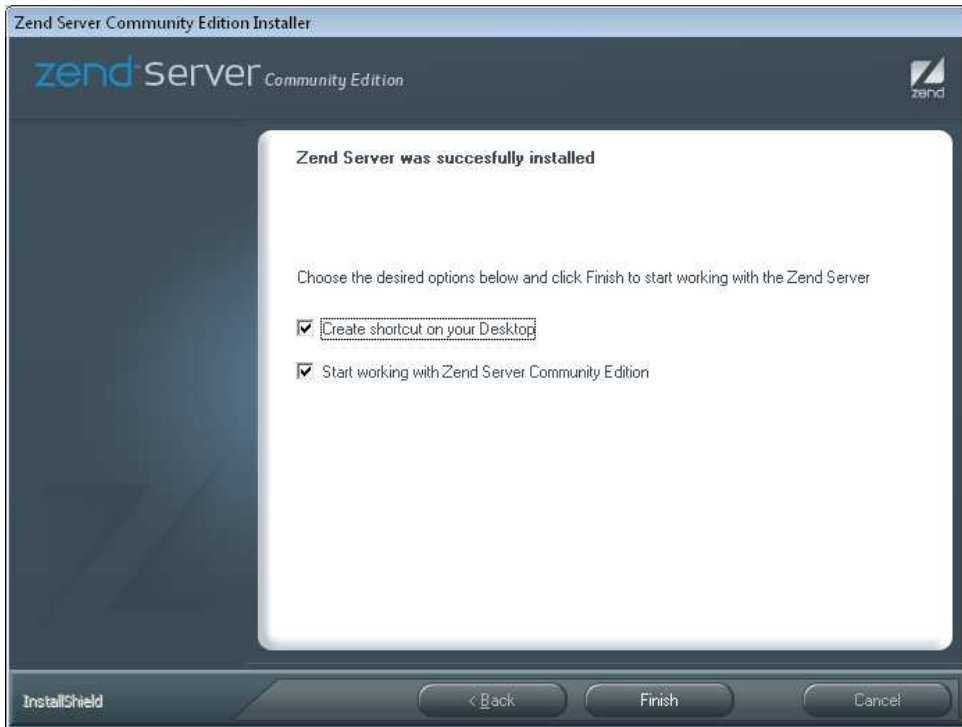 Zend Server Community Edition Installer
zend Server Community Edition
zend
Zend Server was succesfully installed
Choose the desired options below and click Finish to start working with the Zend Server
Create shortcut on your Desktop
Start working with Zend Server Community Edition
InstallShield
< Back
Finish
Cancel